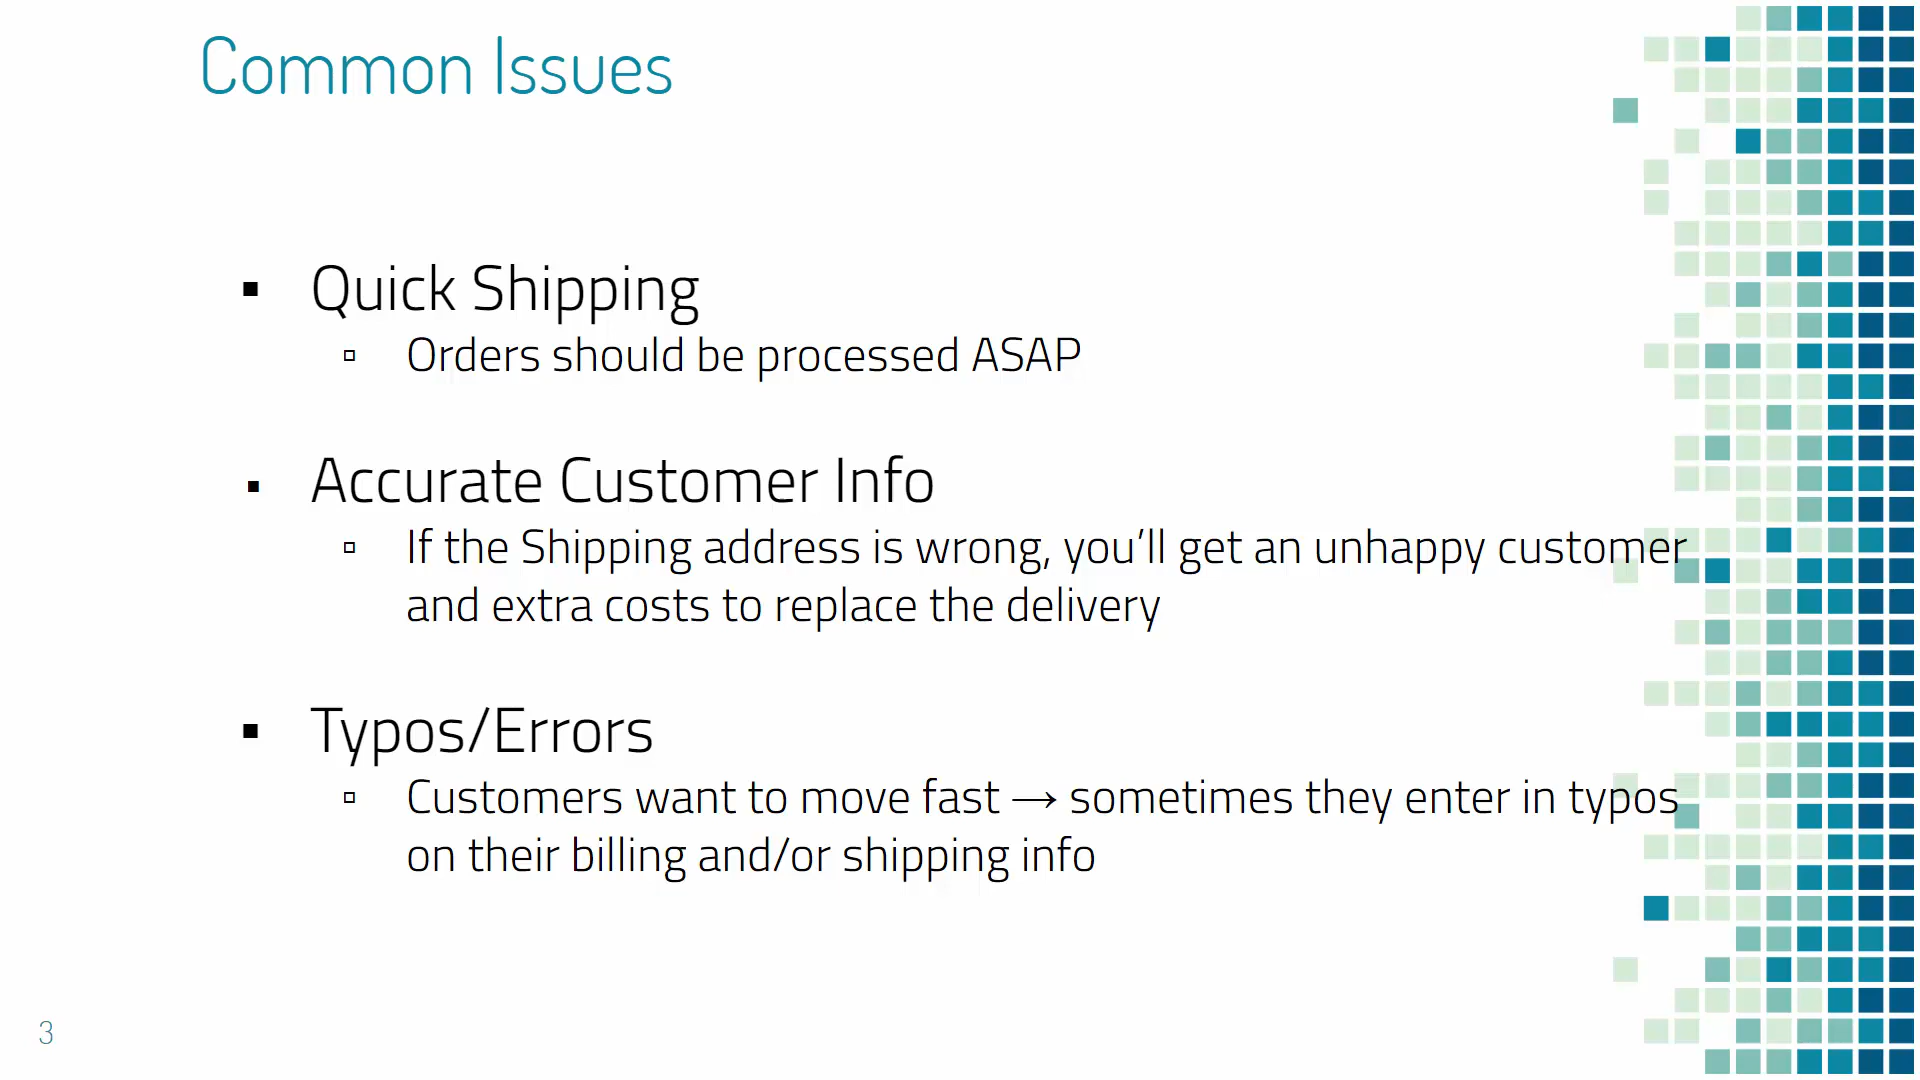 Common Issues
▪ Quick Shipping
▫ Orders should be processed ASAP
▪ Accurate Customer Info
▫ If the Shipping address is wrong, you’ll get an unhappy customer
and extra costs to replace the delivery
▪ Typos/Errors
▫ Customers want to move fast → sometimes they enter in typos
on their billing and/or shipping info
3